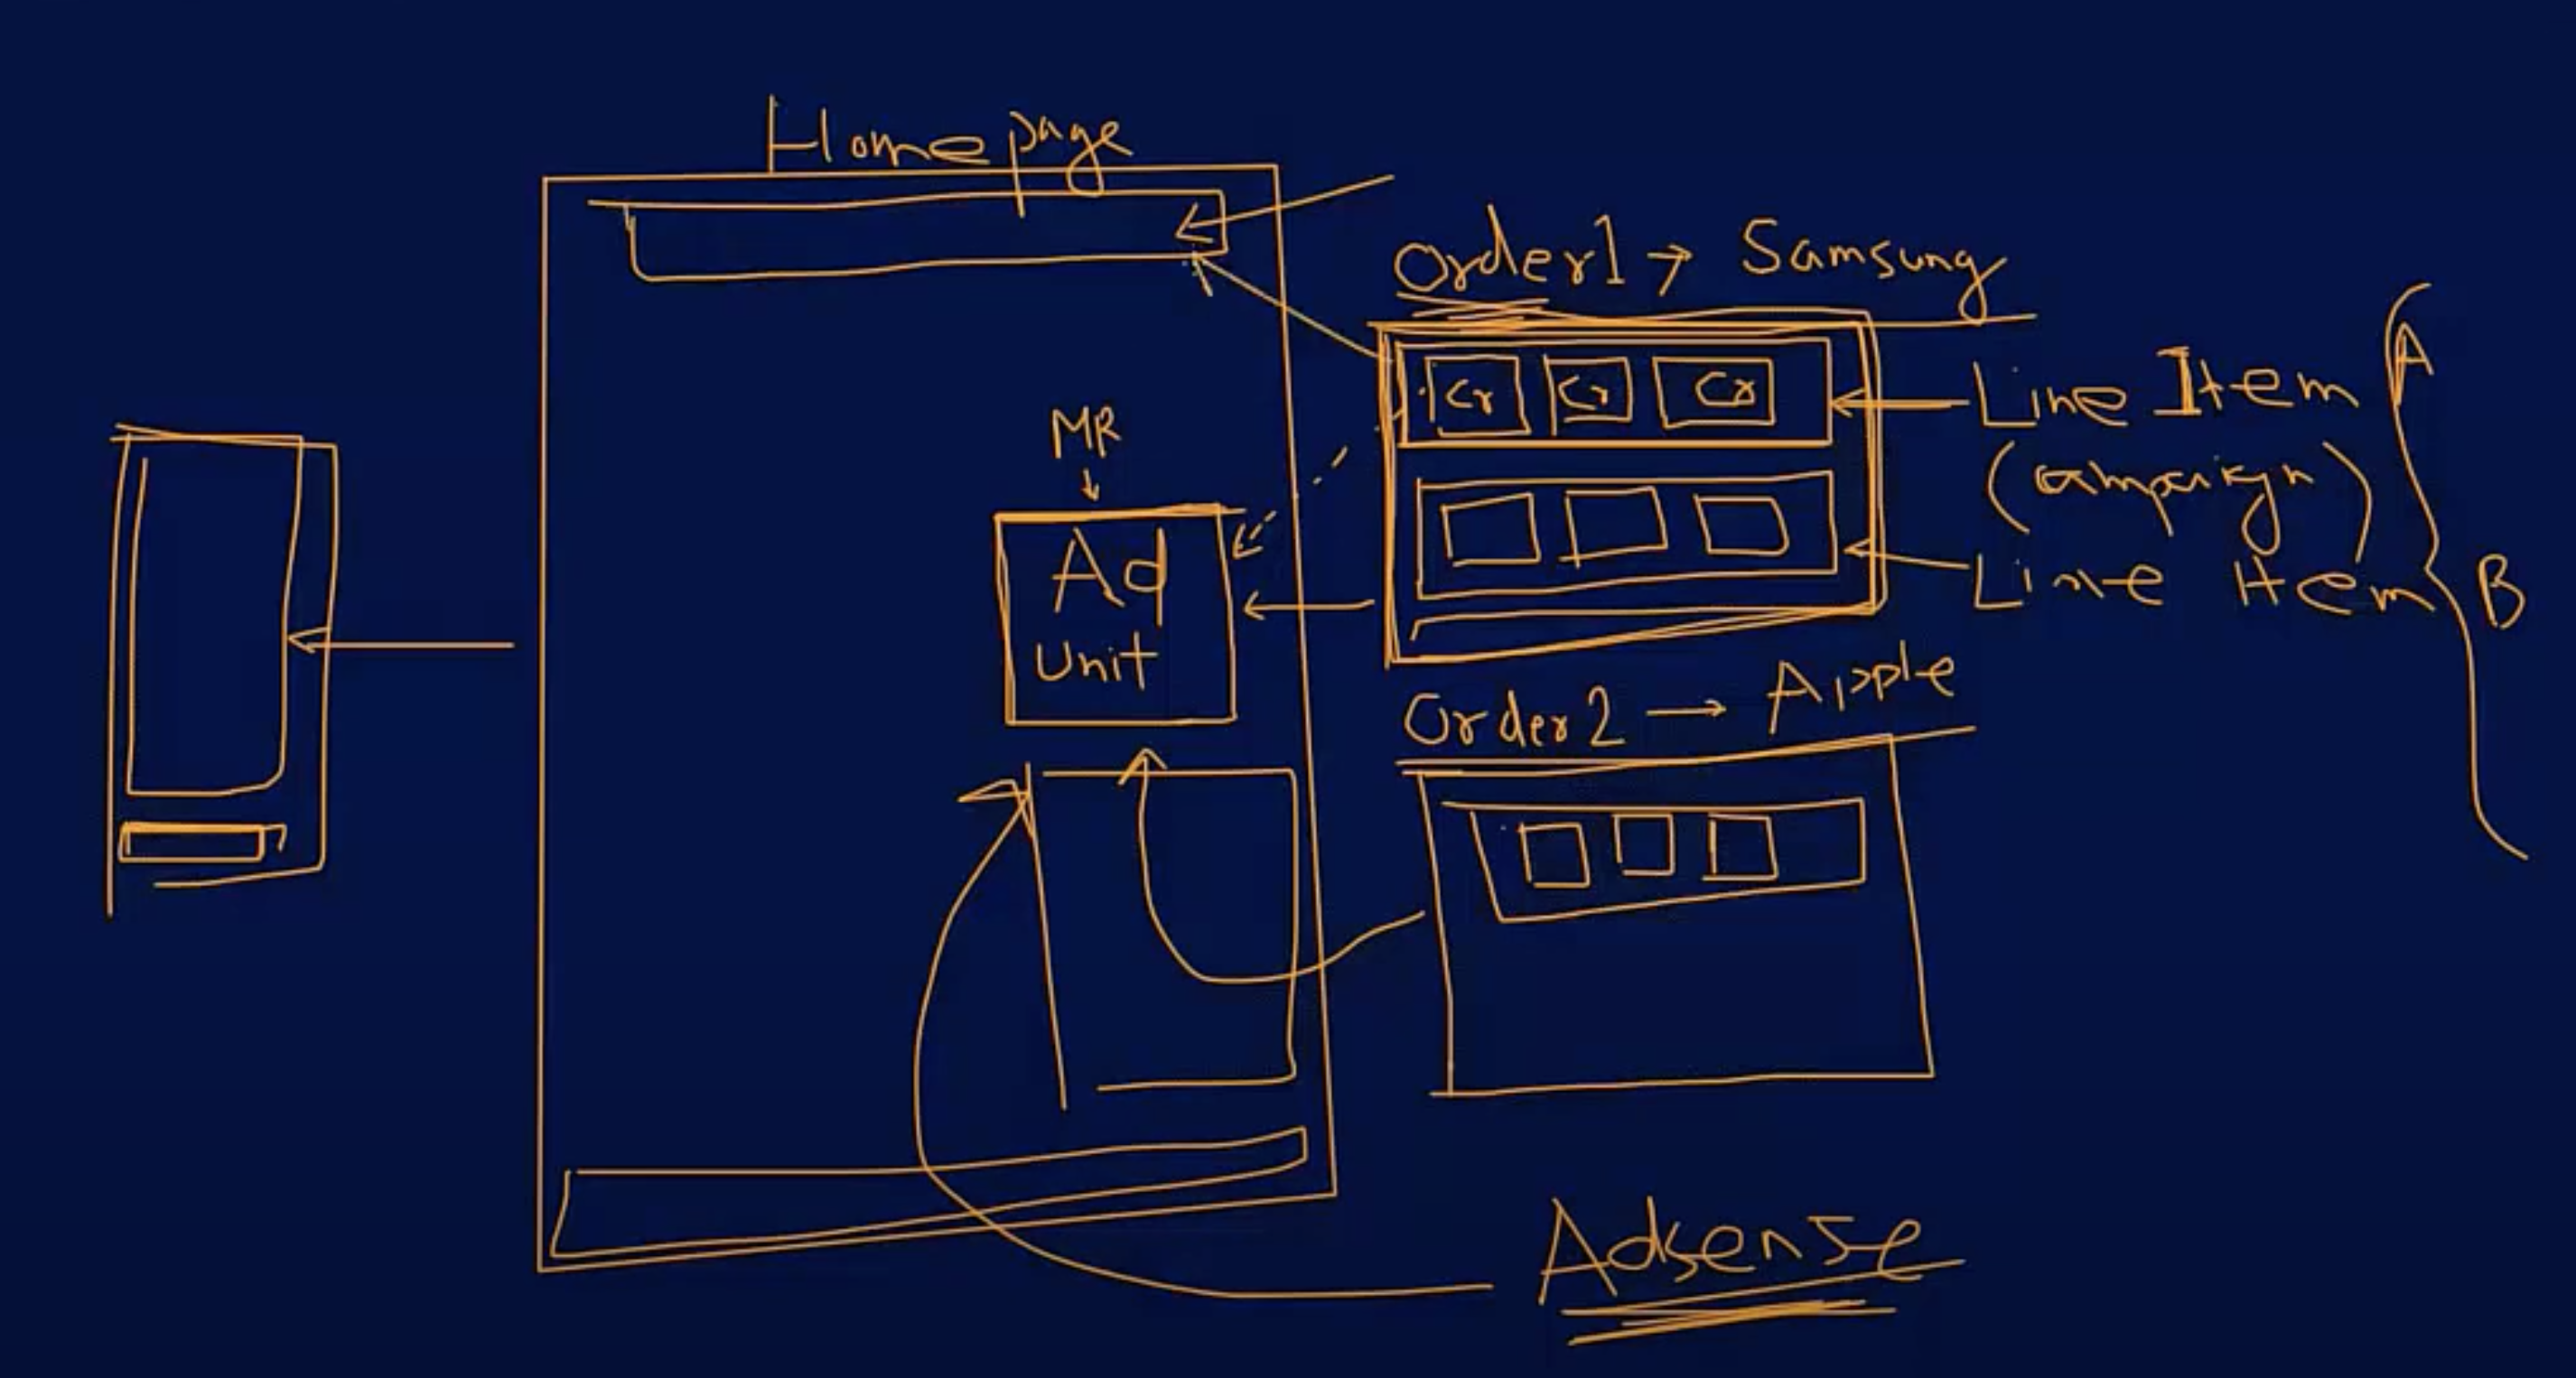 Homepage
Order1 → Samsung
Cr Cr Cr
Line Item
(Campaign)
Line Item
A
B
MR
↓
Ad
Unit
Order2 → Apple
Adsense